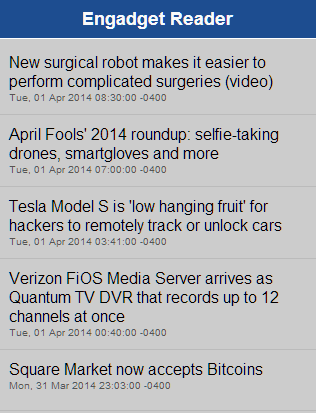 Engadget Reader
New surgical robot makes it easier to
perform complicated surgeries (video)
Tue, 01 Apr 2014 08:30:00 -0400
April Fools' 2014 roundup: selfie-taking
drones, smartgloves and more
Tue, 01 Apr 2014 07:00:00 -0400
Tesla Model S is 'low hanging fruit' for
hackers to remotely track or unlock cars
Tue, 01 Apr 2014 03:41:00 -0400
Verizon FiOS Media Server arrives as
Quantum TV DVR that records up to 12
channels at once
Tue, 01 Apr 2014 00:40:00 -0400
Square Market now accepts Bitcoins
Mon, 31 Mar 2014 23:03:00 -0400